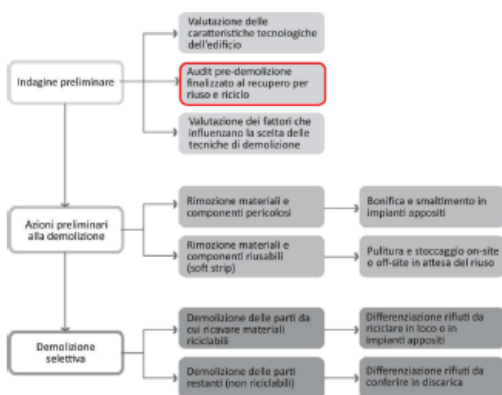 Valutazione delle
caratteristiche tecnologiche
dell'edificio
Indagine preliminare
Audit pre-demolizione
finalizzato al recupero per
riuso e riciclo
Valutazione dei fattori che
influenzano la scelta delle
tecniche di demolizione
Azioni preliminari
alla demolizione
Rimozione materiali e
componenti pericolosi
Bonifica e smaltimento in
impianti appositi
Rimozione materiali e
componenti riusabili
(soft strip)
Pulitura e stoccaggio on-site
o off-site in attesa del riuso
Demolizione
selettiva
Demolizione delle parti da
cui ricavare materiali
riciclabili
Differenziazione rifiuti da
riciclare in loco o in
impianti appositi
Demolizione delle parti
restanti (non riciclabili)
Differenziazione rifiuti da
conferire in discarica